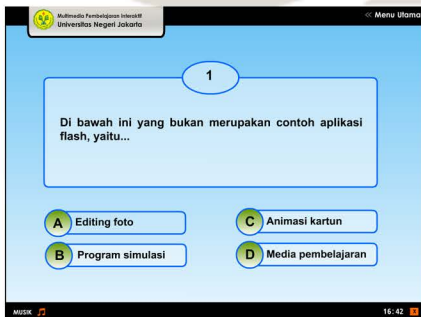 Multimedia Pembelajaran Interaktif
Universitas Negeri Jakarta
<< Menu Utama
1
Di bawah ini yang bukan merupakan contoh aplikasi
flash, yaitu...
A Editing foto
B Program simulasi
C Animasi kartun
D Media pembelajaran
MUSIK
16:42